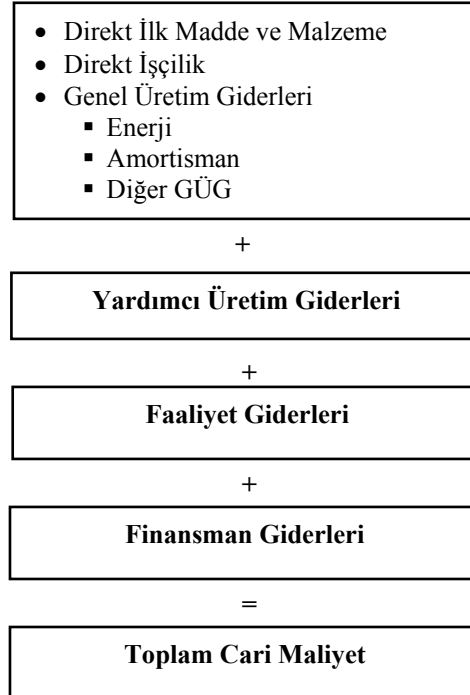 • Direkt İlk Madde ve Malzeme
• Direkt İşçilik
• Genel Üretim Giderleri
▪ Enerji
▪ Amortisman
▪ Diğer GÜG
+
Yardımcı Üretim Giderleri
+
Faaliyet Giderleri
+
Finansman Giderleri
=
Toplam Cari Maliyet